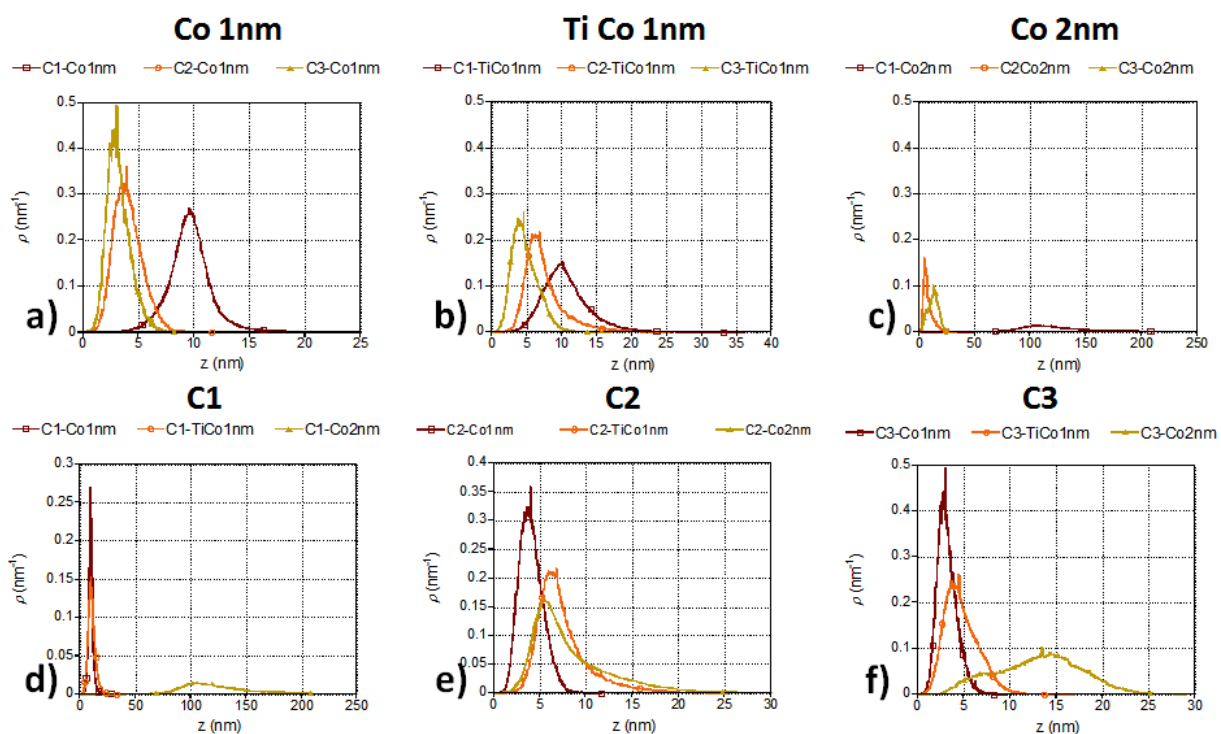 Co 1nm
C1-Co1nm C2-Co1nm C3-Co1nm
0.5
0.4
0.3
0.2
0.1
0
ρ (nm-1)
0 5 10 15 20 25
z (nm)
a)
Ti Co 1nm
C1-TiCo1nm C2-TiCo1nm C3-TiCo1nm
0.5
0.4
0.3
0.2
0.1
0
ρ (nm-1)
0 5 10 15 20 25 30 35 40
z (nm)
b)
Co 2nm
C1-Co2nm C2Co2nm C3-Co2nm
0.5
0.4
0.3
0.2
0.1
0
ρ (nm-1)
0 50 100 150 200 250
z (nm)
c)
C1
C1-Co1nm C1-TiCo1nm C1-Co2nm
0.3
0.25
0.2
0.15
0.1
0.05
0
ρ (nm-1)
0 50 100 150 200 250
z (nm)
d)
C2
C2-Co1nm C2-TiCo1nm C2-Co2nm
0.4
0.35
0.3
0.25
0.2
0.15
0.1
0.05
0
ρ (nm-1)
0 5 10 15 20 25 30
z (nm)
e)
C3
C3-Co1nm C3-TiCo1nm C3-Co2nm
0.5
0.4
0.3
0.2
0.1
0
ρ (nm-1)
0 5 10 15 20 25 30
z (nm)
f)